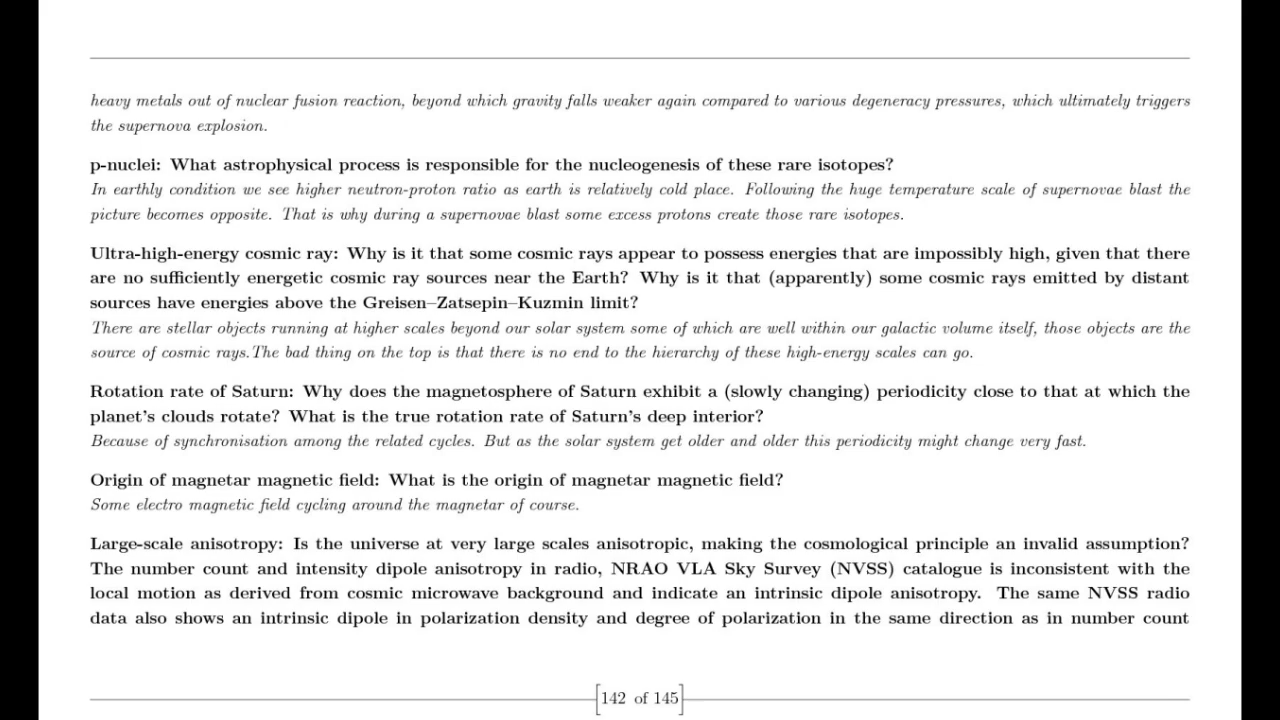 heavy metals out of nuclear fusion reaction, beyond which gravity falls weaker again compared to various degeneracy pressures, which ultimately triggers
the supernova explosion.
p-nuclei: What astrophysical process is responsible for the nucleogenesis of these rare isotopes?
In earthly condition we see higher neutron-proton ratio as earth is relatively cold place. Following the huge temperature scale of supernovae blast the
picture becomes opposite. That is why during a supernovae blast some excess protons create those rare isotopes.
Ultra-high-energy cosmic ray: Why is it that some cosmic rays appear to possess energies that are impossibly high, given that there
are no sufficiently energetic cosmic ray sources near the Earth? Why is it that (apparently) some cosmic rays emitted by distant
sources have energies above the Greisen–Zatsepin–Kuzmin limit?
There are stellar objects running at higher scales beyond our solar system some of which are well within our galactic volume itself, those objects are the
source of cosmic rays.The bad thing on the top is that there is no end to the hierarchy of these high-energy scales can go.
Rotation rate of Saturn: Why does the magnetosphere of Saturn exhibit a (slowly changing) periodicity close to that at which the
planet's clouds rotate? What is the true rotation rate of Saturn's deep interior?
Because of synchronisation among the related cycles. But as the solar system get older and older this periodicity might change very fast.
Origin of magnetar magnetic field: What is the origin of magnetar magnetic field?
Some electro magnetic field cycling around the magnetar of course.
Large-scale anisotropy: Is the universe at very large scales anisotropic, making the cosmological principle an invalid assumption?
The number count and intensity dipole anisotropy in radio, NRAO VLA Sky Survey (NVSS) catalogue is inconsistent with the
local motion as derived from cosmic microwave background and indicate an intrinsic dipole anisotropy. The same NVSS radio
data also shows an intrinsic dipole in polarization density and degree of polarization in the same direction as in number count
142 of 145